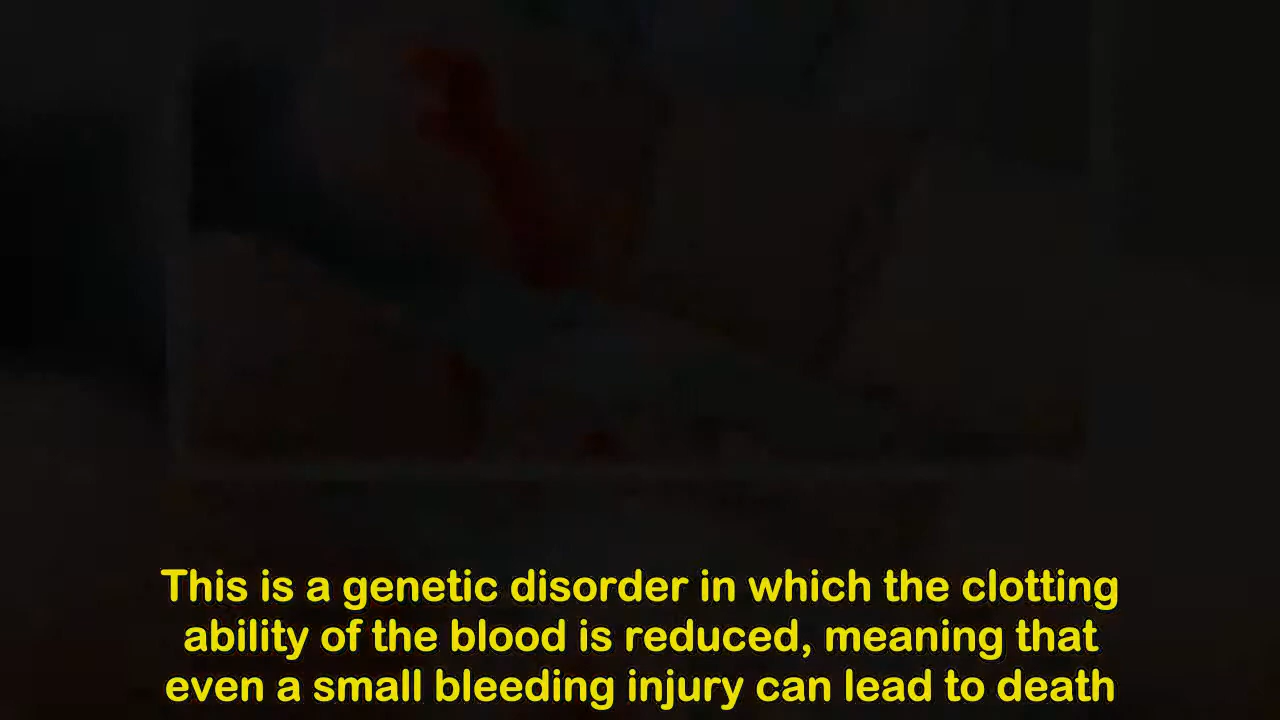 This is a genetic disorder in which the clotting
ability of the blood is reduced, meaning that
even a small bleeding injury can lead to death